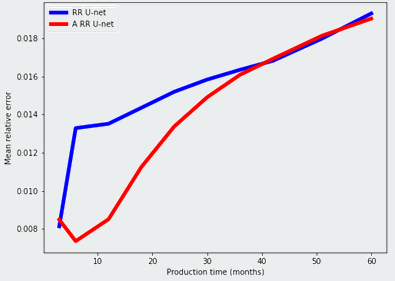 RR U-net
A RR U-net
0.018
0.016
0.014
0.012
0.010
0.008
Mean relative error
10 20 30 40 50 60
Production time (months)